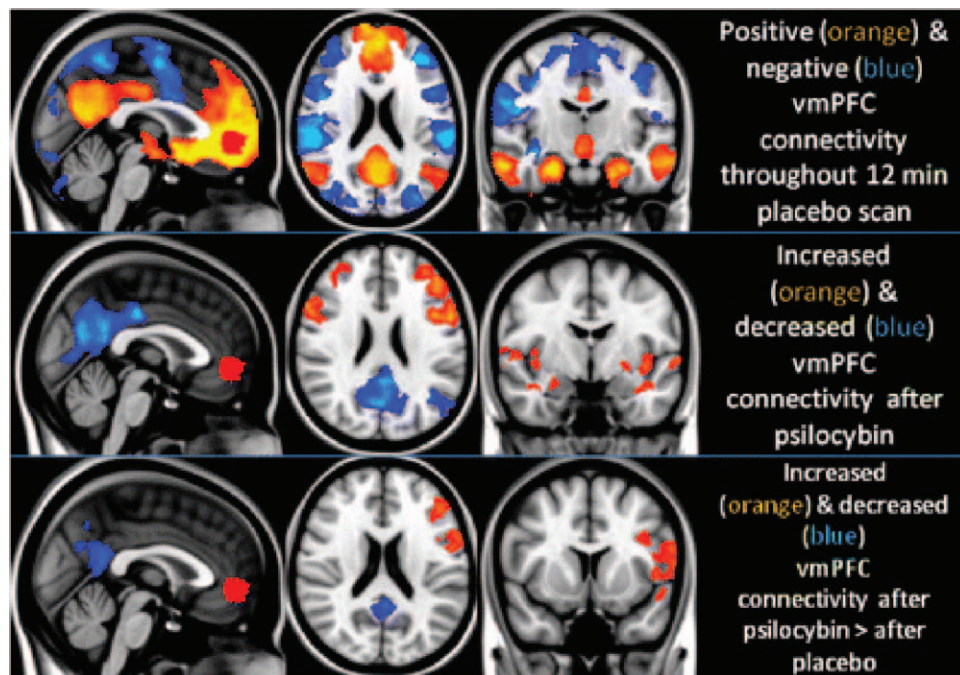 Positive (orange) &
negative (blue)
vmPFC
connectivity
throughout 12 min
placebo scan
Increased
(orange) &
decreased (blue)
vmPFC
connectivity after
psilocybin
Increased
(orange) & decreased
(blue)
vmPFC
connectivity after
psilocybin > after
placebo